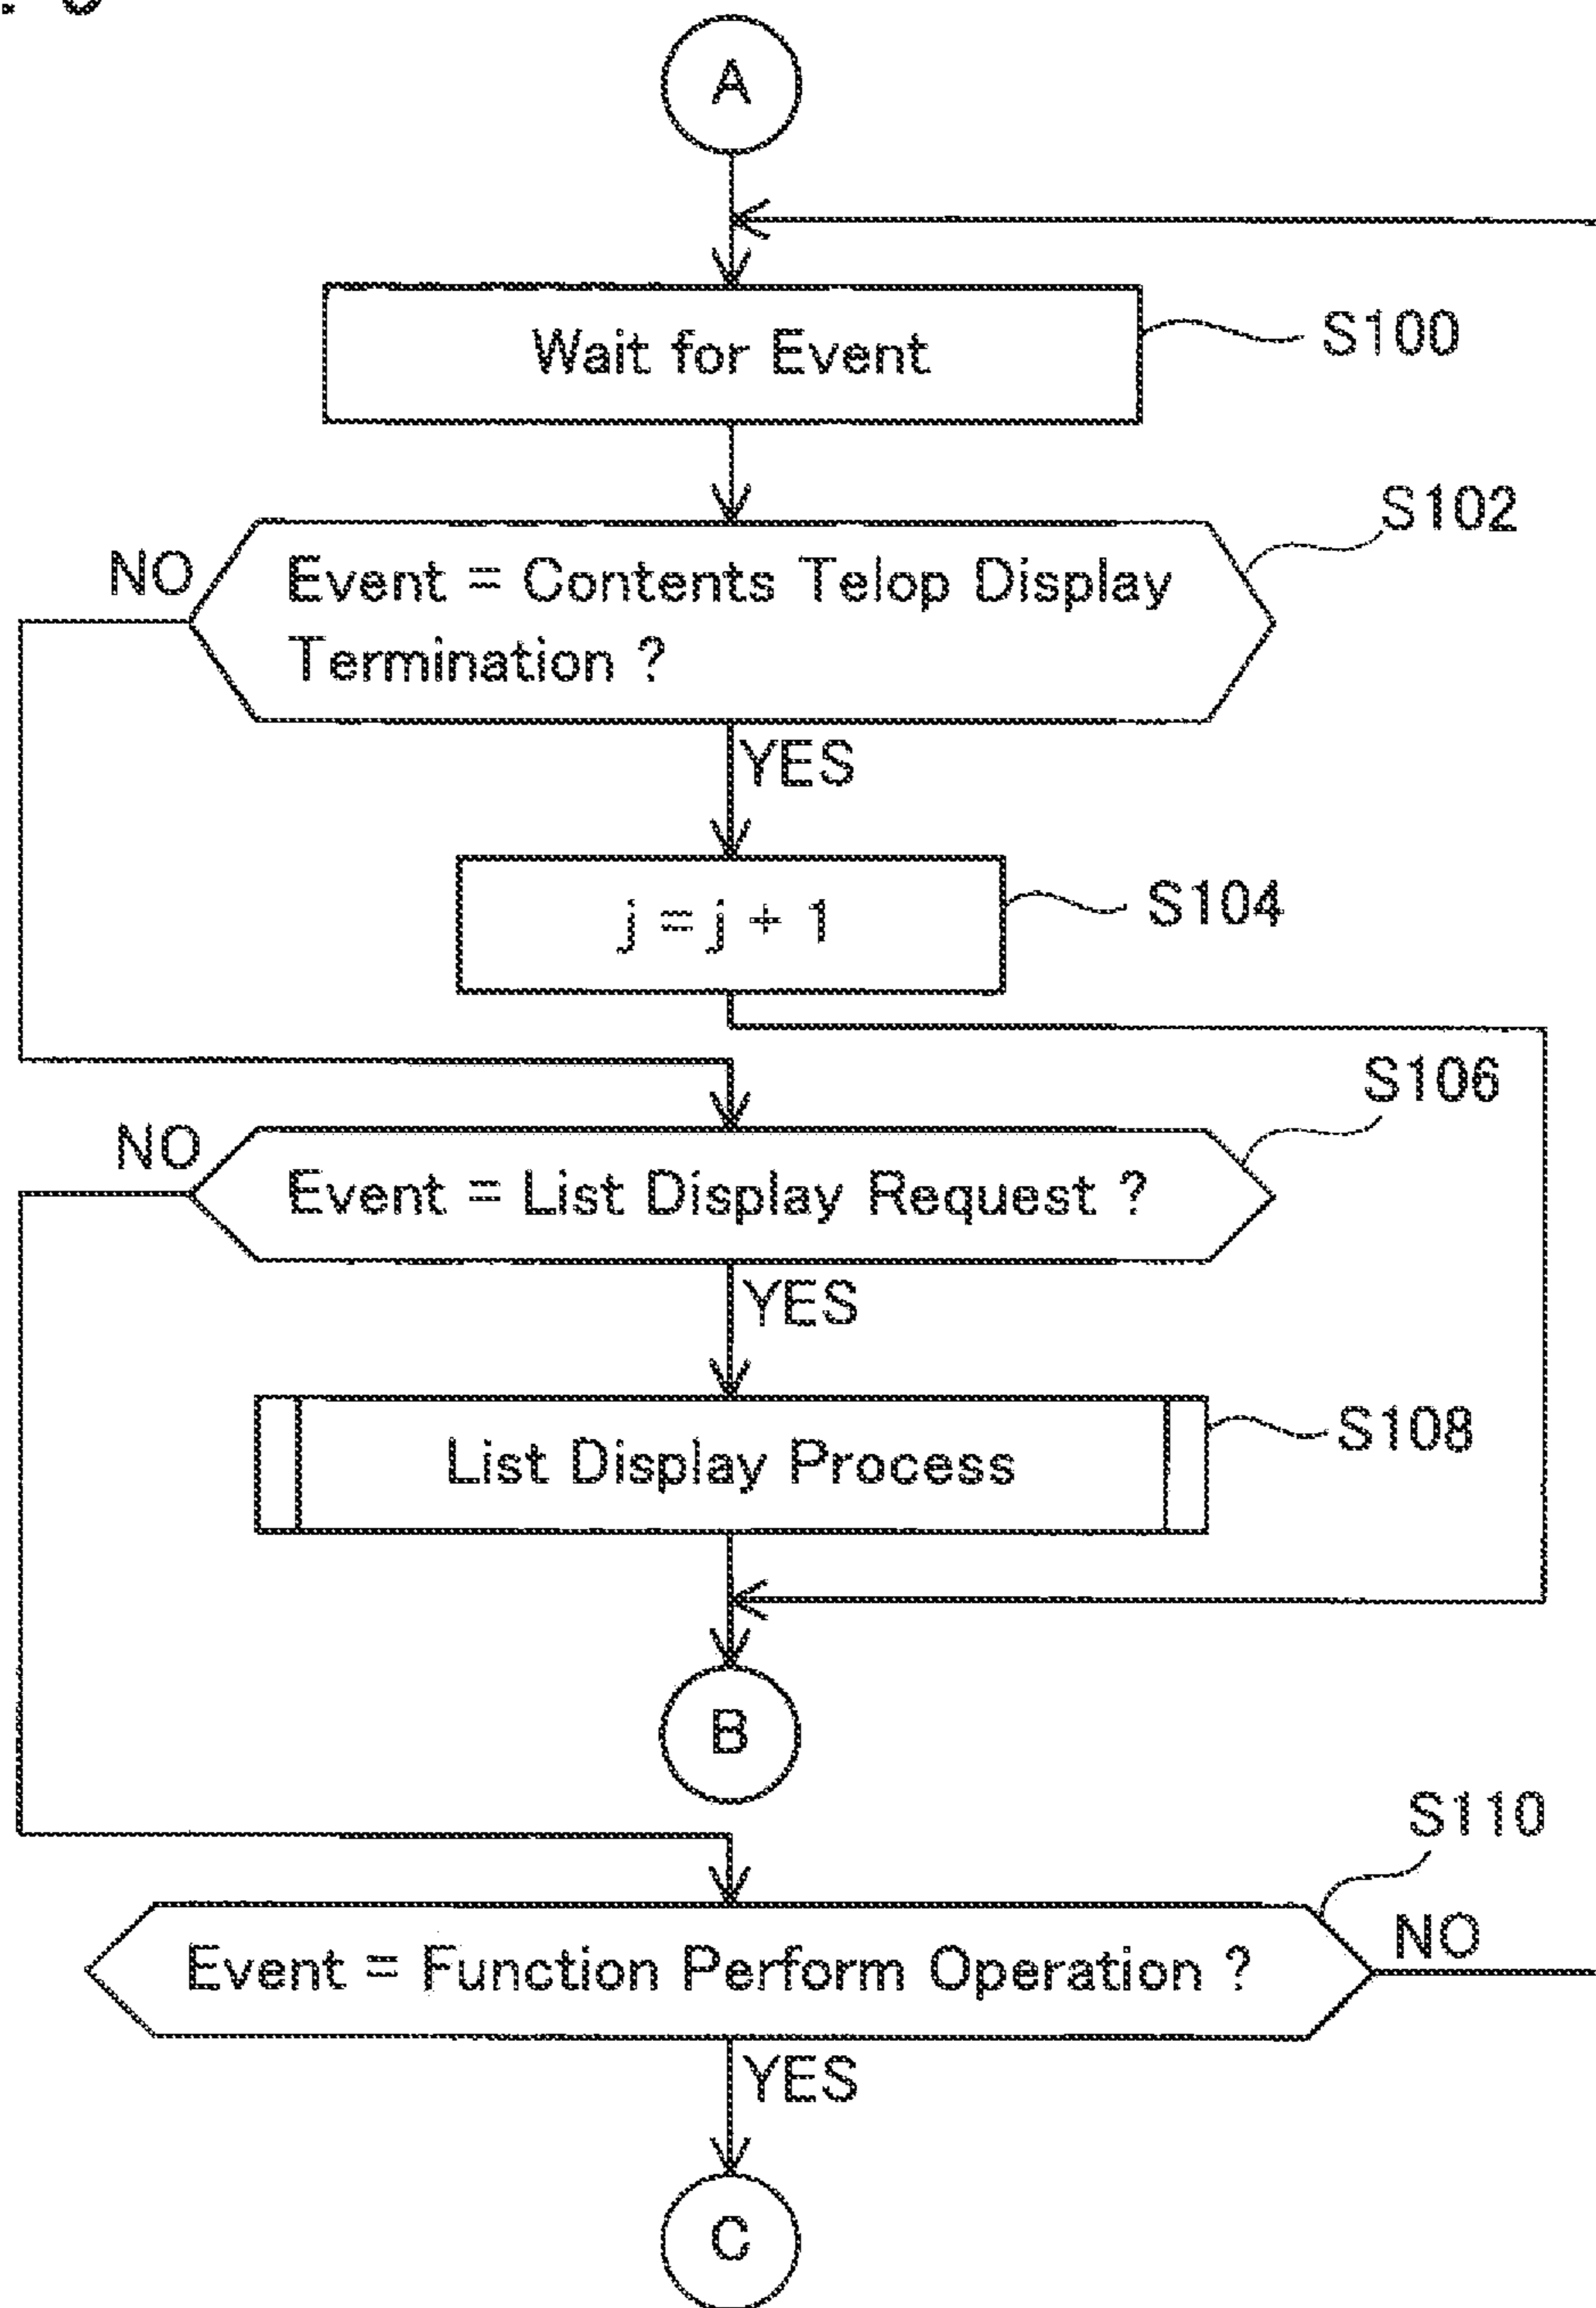 A
Wait for Event
S100
S102
NO
Event = Contents Telop Display
Termination ?
YES
j = j + 1
S104
S106
NO
Event = List Display Request ?
YES
List Display Process
S108
B
S110
Event = Function Perform Operation ?
NO
YES
C